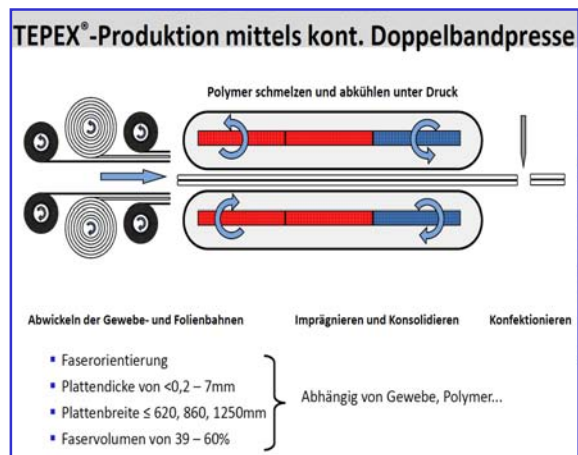 TEPEX®-Produktion mittels kont. Doppelbandpresse
Polymer schmelzen und abkühlen unter Druck
Abwickeln der Gewebe- und Folienbahnen
Imprägnieren und Konsolidieren
Konfektionieren
▪ Faserorientierung
▪ Plattendicke von <0,2 – 7mm
▪ Plattenbreite ≤ 620, 860, 1250mm
▪ Faservolumen von 39 – 60%
Abhängig von Gewebe, Polymer...